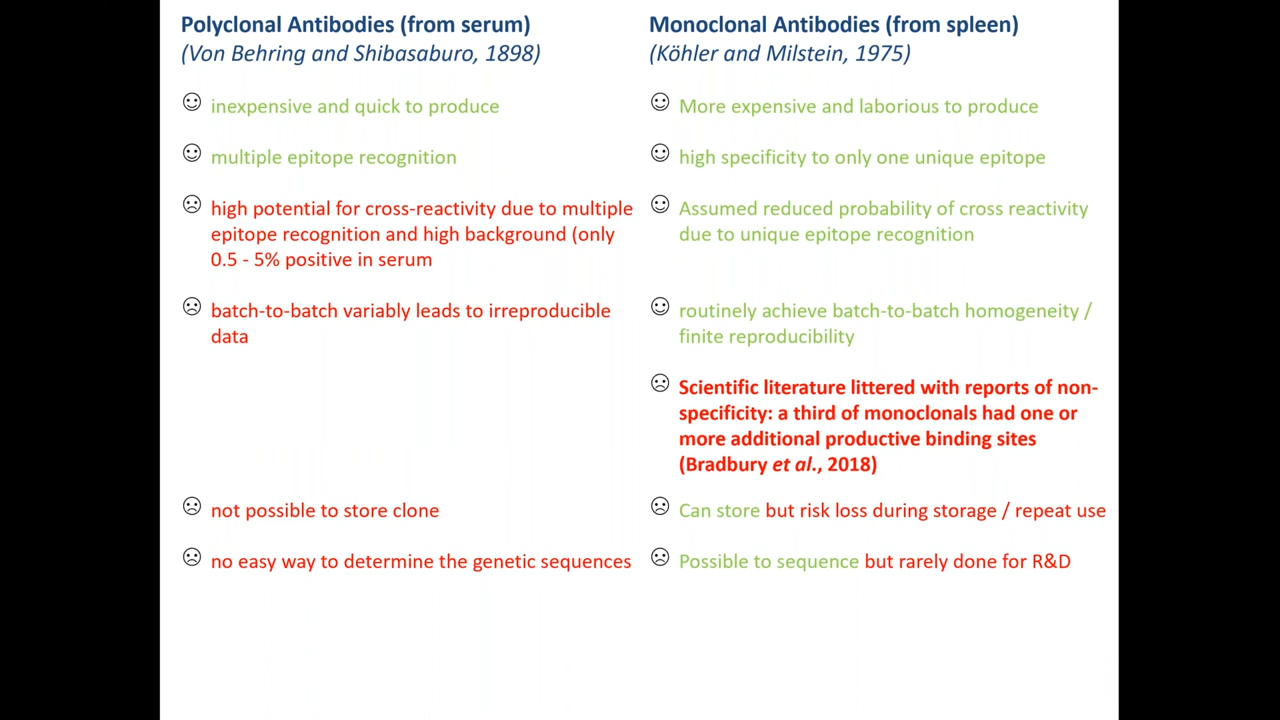 Polyclonal Antibodies (from serum)
(Von Behring and Shibasaburo, 1898)
inexpensive and quick to produce
multiple epitope recognition
high potential for cross-reactivity due to multiple
epitope recognition and high background (only
0.5 - 5% positive in serum
batch-to-batch variably leads to irreproducible
data
not possible to store clone
no easy way to determine the genetic sequences
Monoclonal Antibodies (from spleen)
(Köhler and Milstein, 1975)
More expensive and laborious to produce
high specificity to only one unique epitope
Assumed reduced probability of cross reactivity
due to unique epitope recognition
routinely achieve batch-to-batch homogeneity /
finite reproducibility
Scientific literature littered with reports of non-
specificity: a third of monoclonals had one or
more additional productive binding sites
(Bradbury et al., 2018)
Can store but risk loss during storage / repeat use
Possible to sequence but rarely done for R&D